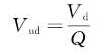 V_ud = V_d / Q